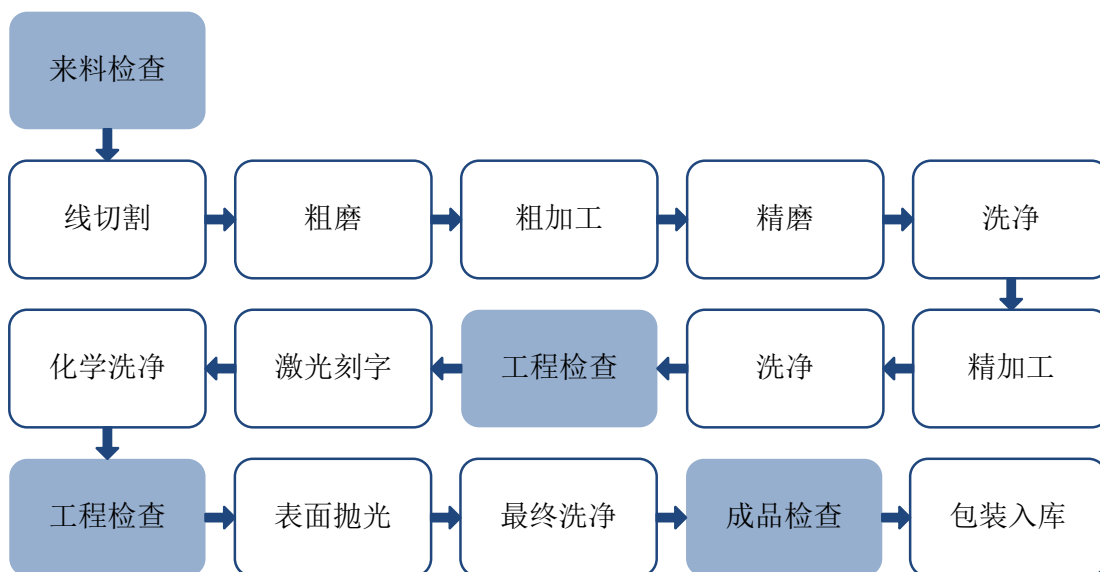 来料检查
线切割
粗磨
粗加工
精磨
洗净
精加工
洗净
工程检查
激光刻字
化学洗净
工程检查
表面抛光
最终洗净
成品检查
包装入库